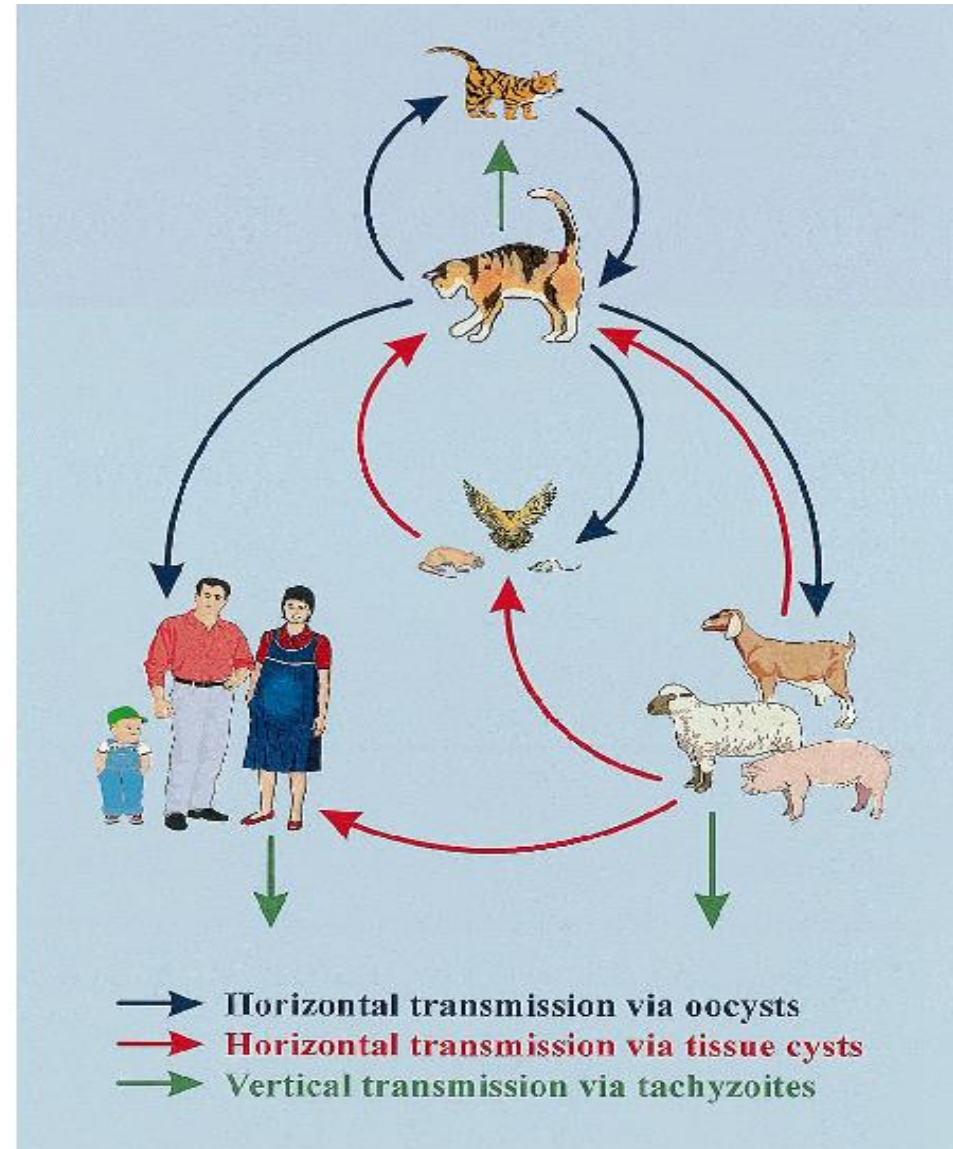 Horizontal transmission via oocysts
Horizontal transmission via tissue cysts
Vertical transmission via tachyzoites